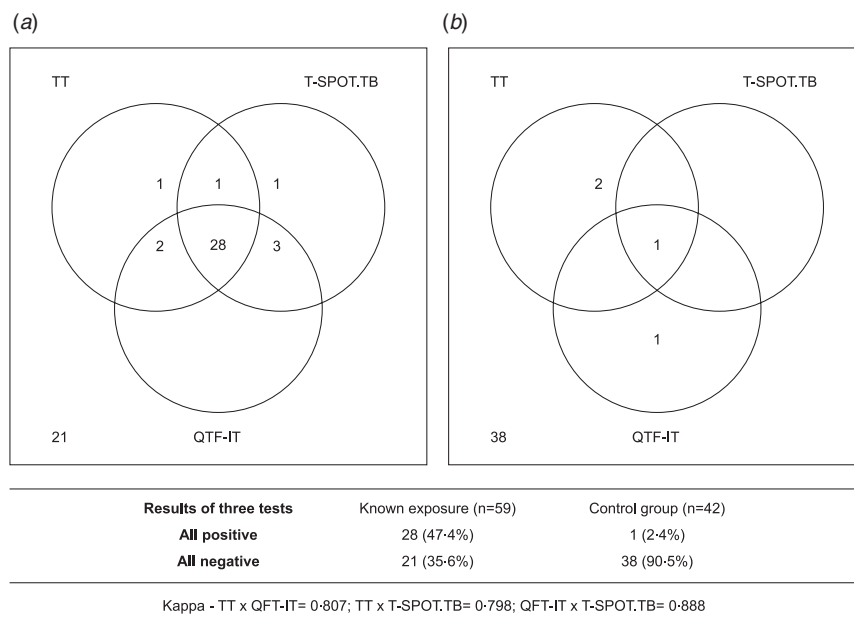 (a)
(b)
TT
T-SPOT.TB
1
1
1
2
28
3
21
QTF-IT
TT
T-SPOT.TB
2
1
1
38
QTF-IT
Results of three tests Known exposure (n=59) Control group (n=42)
All positive 28 (47·4%) 1 (2·4%)
All negative 21 (35·6%) 38 (90·5%)
Kappa - TT x QFT-IT= 0·807; TT x T-SPOT.TB= 0·798; QFT-IT x T-SPOT.TB= 0·888